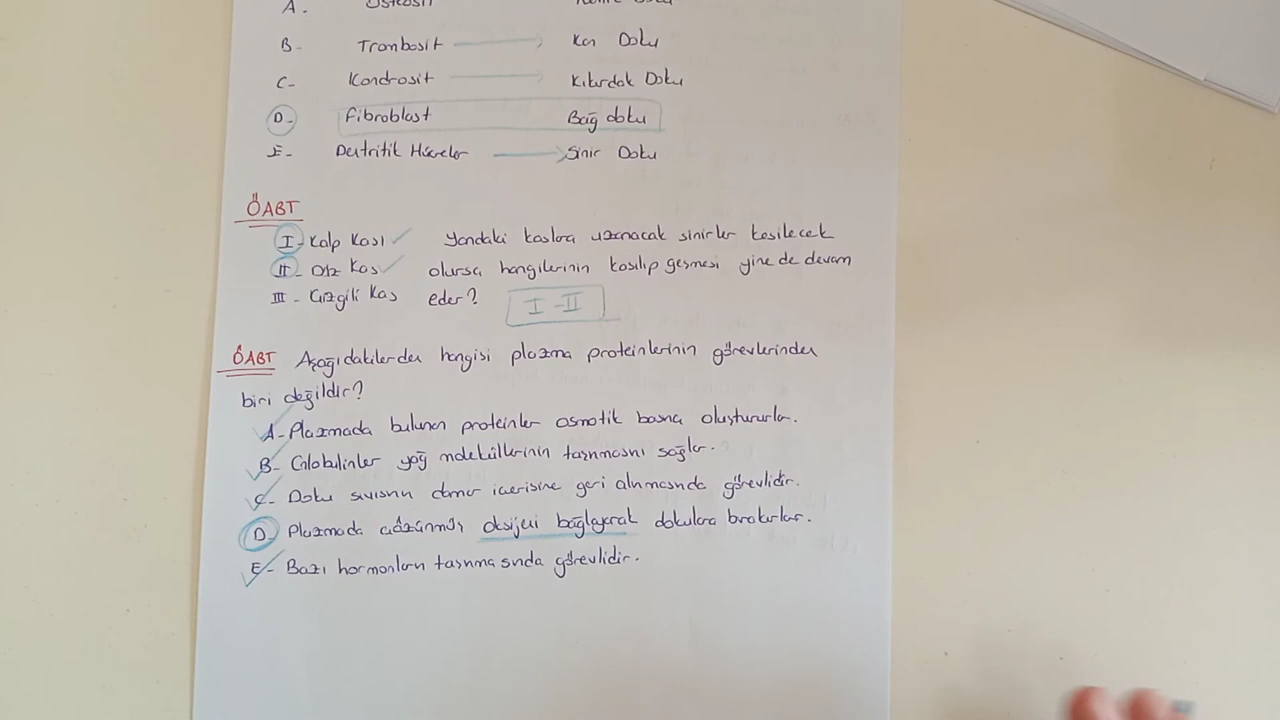 A.
B- Trombosit → Kan Doku
C- Kondrosit → Kıkırdak Doku
D- Fibroblast Bağ doku
E- Dentritik Hücreler → Sinir Doku
ÖABT
I- Kalp Kası ✓ Yandaki kaslara uzanacak sinirler kesilecek
II- Düz Kas ✓ olursa hangilerinin kasılıp gevşemesi yine de devam
III- Çizgili Kas eder? I-II
ÖABT Aşağıdakilerden hangisi plazma proteinlerinin görevlerinden
biri değildir?
A- Plazmada bulunan proteinler osmotik basınç oluştururlar.
B- Globulinler yağ moleküllerinin taşınmasını sağlar.
C- Doku sıvısının damar içerisine geri alınmasında görevlidir.
D- Plazmada çözünmüş oksijeni bağlayarak dokulara bırakırlar.
E- Bazı hormonların taşınmasında görevlidir.